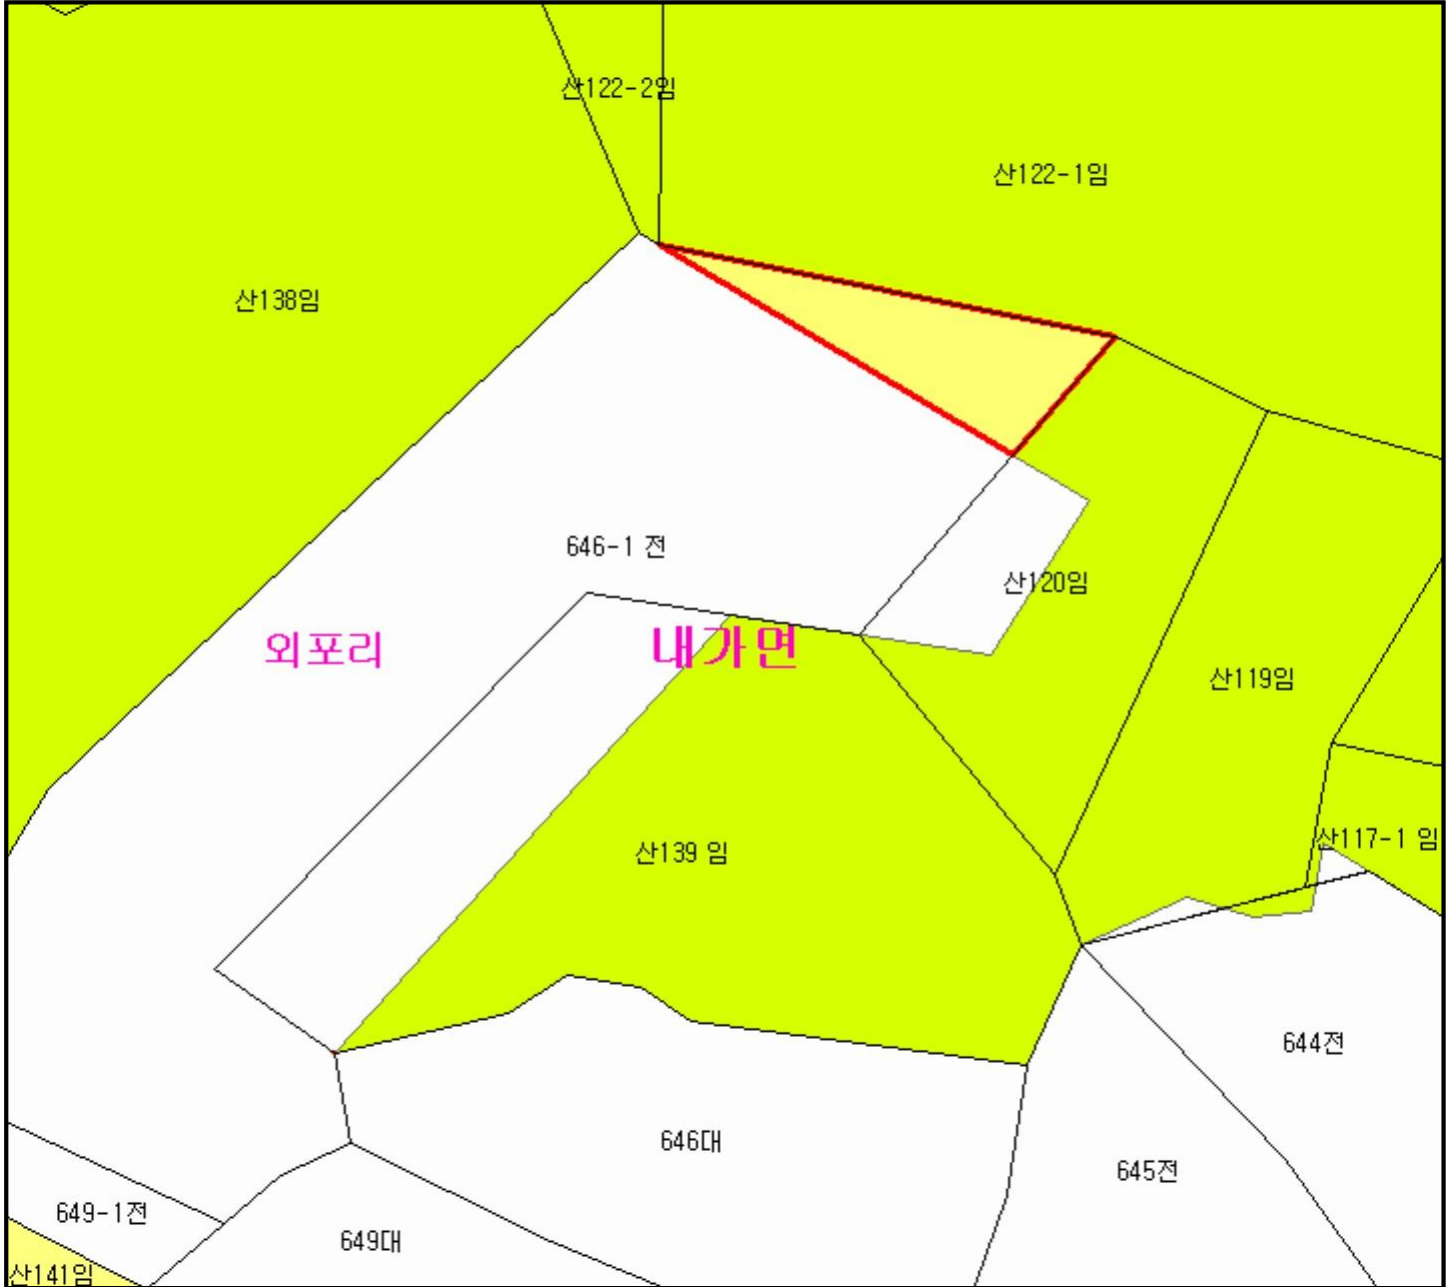 산122-2임
산122-1임
산138임
646-1 전
산120임
외포리
내가면
산119임
산139 임
산117-1 임
644전
646대
645전
649-1전
649대
산141임